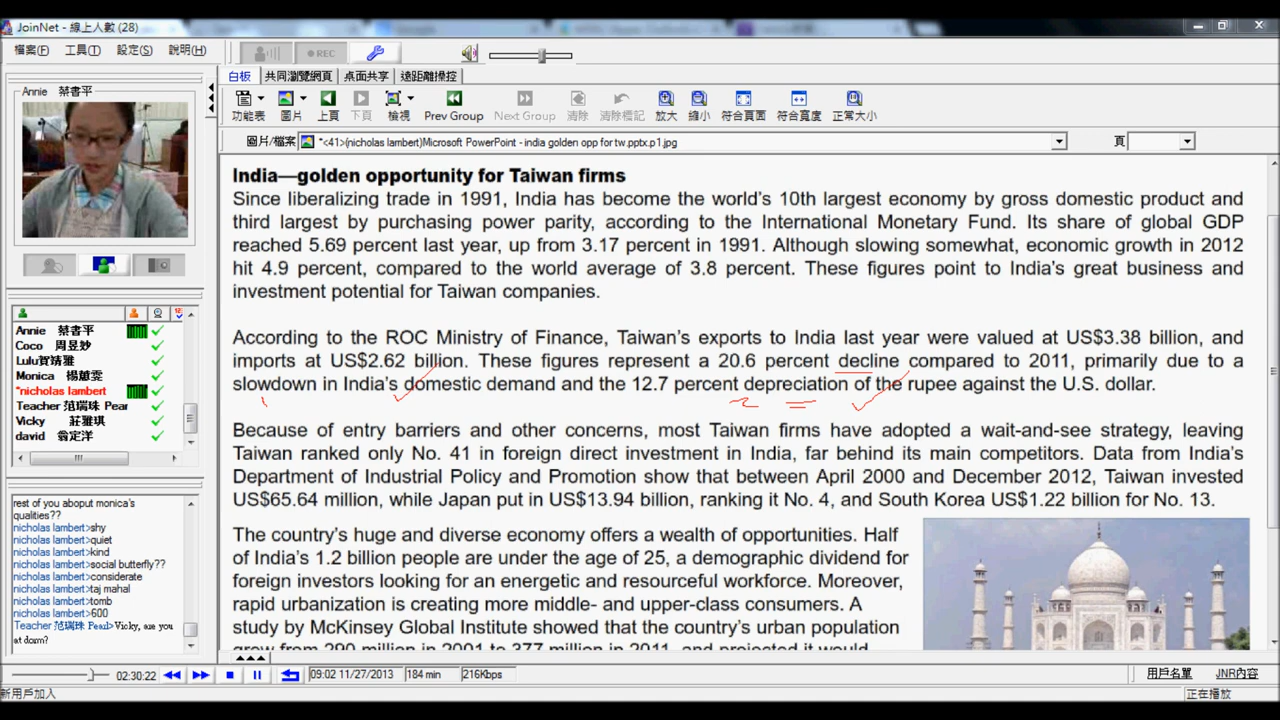 JoinNet - 線上人數 (28)
檔案(F) 工具(T) 設定(S) 說明(H)
REC
Annie 蔡書平
白板 共同瀏覽網頁 桌面共享 遠距離操控
功能表 圖片 上頁 下頁 檢視 Prev Group Next Group 清除 清除標記 放大 縮小 符合頁面 符合寬度 正常大小
圖片/檔案 *<41>(nicholas lambert)Microsoft PowerPoint - india golden opp for tw.pptx.p1.jpg 頁
India—golden opportunity for Taiwan firms
Since liberalizing trade in 1991, India has become the world's 10th largest economy by gross domestic product and
third largest by purchasing power parity, according to the International Monetary Fund. Its share of global GDP
reached 5.69 percent last year, up from 3.17 percent in 1991. Although slowing somewhat, economic growth in 2012
hit 4.9 percent, compared to the world average of 3.8 percent. These figures point to India's great business and
investment potential for Taiwan companies.
According to the ROC Ministry of Finance, Taiwan's exports to India last year were valued at US$3.38 billion, and
imports at US$2.62 billion. These figures represent a 20.6 percent decline compared to 2011, primarily due to a
slowdown in India's domestic demand and the 12.7 percent depreciation of the rupee against the U.S. dollar.
Because of entry barriers and other concerns, most Taiwan firms have adopted a wait-and-see strategy, leaving
Taiwan ranked only No. 41 in foreign direct investment in India, far behind its main competitors. Data from India's
Department of Industrial Policy and Promotion show that between April 2000 and December 2012, Taiwan invested
US$65.64 million, while Japan put in US$13.94 billion, ranking it No. 4, and South Korea US$1.22 billion for No. 13.
The country's huge and diverse economy offers a wealth of opportunities. Half
of India's 1.2 billion people are under the age of 25, a demographic dividend for
foreign investors looking for an energetic and resourceful workforce. Moreover,
rapid urbanization is creating more middle- and upper-class consumers. A
study by McKinsey Global Institute showed that the country's urban population
grew from 290 million in 2001 to 377 million in 2011, and projected it would
Annie 蔡書平
Coco 周昱妙
Lulu賀婧雅
Monica 楊蘊雯
*nicholas lambert
Teacher 范瑞珠 Pear
Vicky 莊雅琪
david 翁定洋
rest of you aboput monica's
qualities??
nicholas lambert>shy
nicholas lambert>quiet
nicholas lambert>kind
nicholas lambert>social butterfly??
nicholas lambert>considerate
nicholas lambert>taj mahal
nicholas lambert>tomb
nicholas lambert>600
Teacher 范瑞珠 Pearl>Vicky, are you
at dorm?
02:30:22 09:02 11/27/2013 184 min 216Kbps 用戶名單 JNR內容
新用戶加入 正在播放